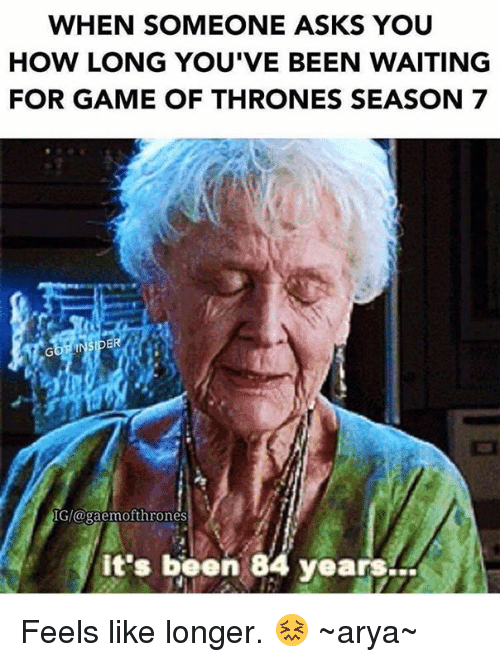 WHEN SOMEONE ASKS YOU
HOW LONG YOU'VE BEEN WAITING
FOR GAME OF THRONES SEASON 7
GOT INSIDER
IG/@gaemofthrones
it's been 84 years...
Feels like longer. 😖 ~arya~